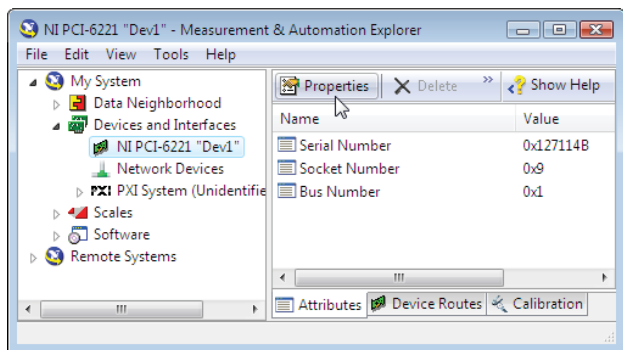 NI PCI-6221 "Dev1" - Measurement & Automation Explorer
File Edit View Tools Help
My System
Data Neighborhood
Devices and Interfaces
NI PCI-6221 "Dev1"
Network Devices
PXI PXI System (Unidentifie
Scales
Software
Remote Systems
Properties Delete » Show Help
Name Value
Serial Number 0x127114B
Socket Number 0x9
Bus Number 0x1
Attributes Device Routes Calibration